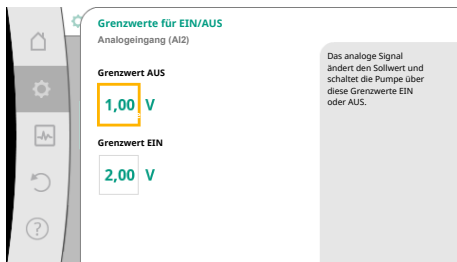 Grenzwerte für EIN/AUS
Analogeingang (AI2)
Grenzwert AUS
1,00 V
Grenzwert EIN
2,00 V
Das analoge Signal
ändert den Sollwert und
schaltet die Pumpe über
diese Grenzwerte EIN
oder AUS.
?